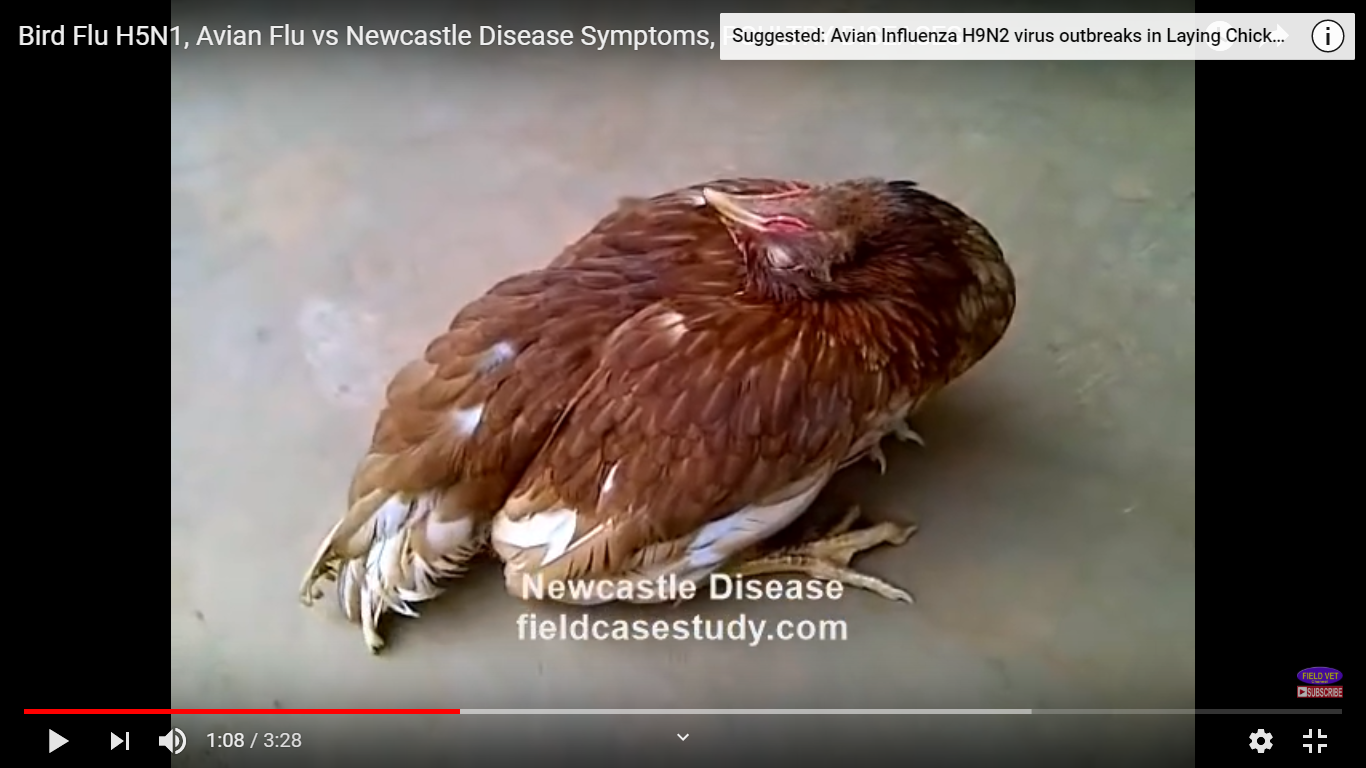 Bird Flu H5N1, Avian Flu vs Newcastle Disease Symptoms,
Suggested: Avian Influenza H9N2 virus outbreaks in Laying Chick...
Newcastle Disease
fieldcasestudy.com
FIELD VET
SUBSCRIBE
1:08 / 3:28